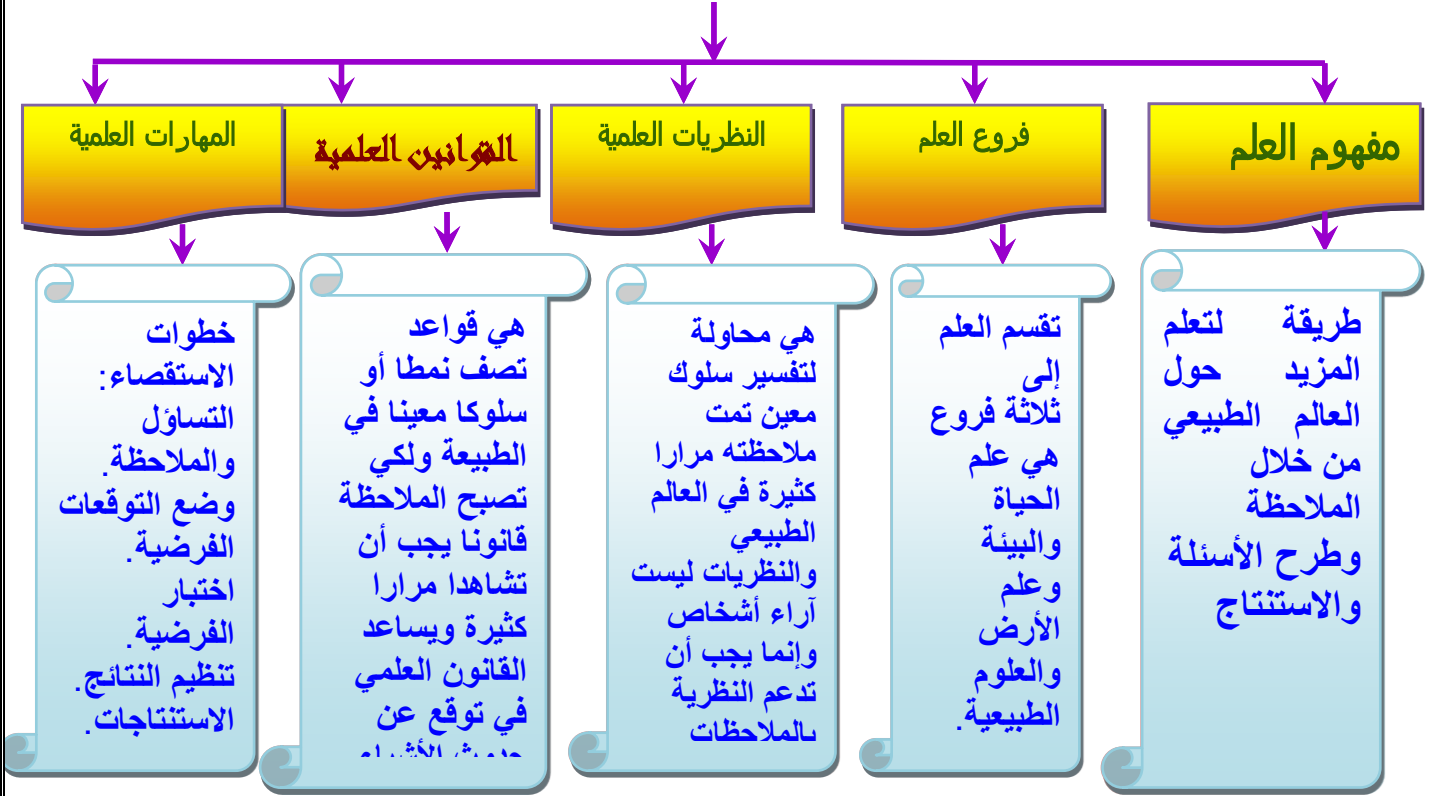 مفهوم العلم
طريقة لتعلم
المزيد حول
العالم الطبيعي
من خلال
الملاحظة
وطرح الأسئلة
والاستنتاج
فروع العلم
تقسم العلم
إلى
ثلاثة فروع
هي علم
الحياة
والبيئة
وعلم
الأرض
والعلوم
الطبيعية.
النظريات العلمية
هي محاولة
لتفسير سلوك
معين تمت
ملاحظته مرارا
كثيرة في العالم
الطبيعي
والنظريات ليست
آراء أشخاص
وإنما يجب أن
تدعم النظرية
بالملاحظات
القوانين العلمية
هي قواعد
تصف نمطا أو
سلوكا معينا في
الطبيعة ولكي
تصبح الملاحظة
قانونا يجب أن
تشاهدا مرارا
كثيرة ويساعد
القانون العلمي
في توقع عن
حدوث الأشياء
المهارات العلمية
خطوات
الاستقصاء:
التساؤل
والملاحظة.
وضع التوقعات
الفرضية.
اختبار
الفرضية.
تنظيم النتائج.
الاستنتاجات.